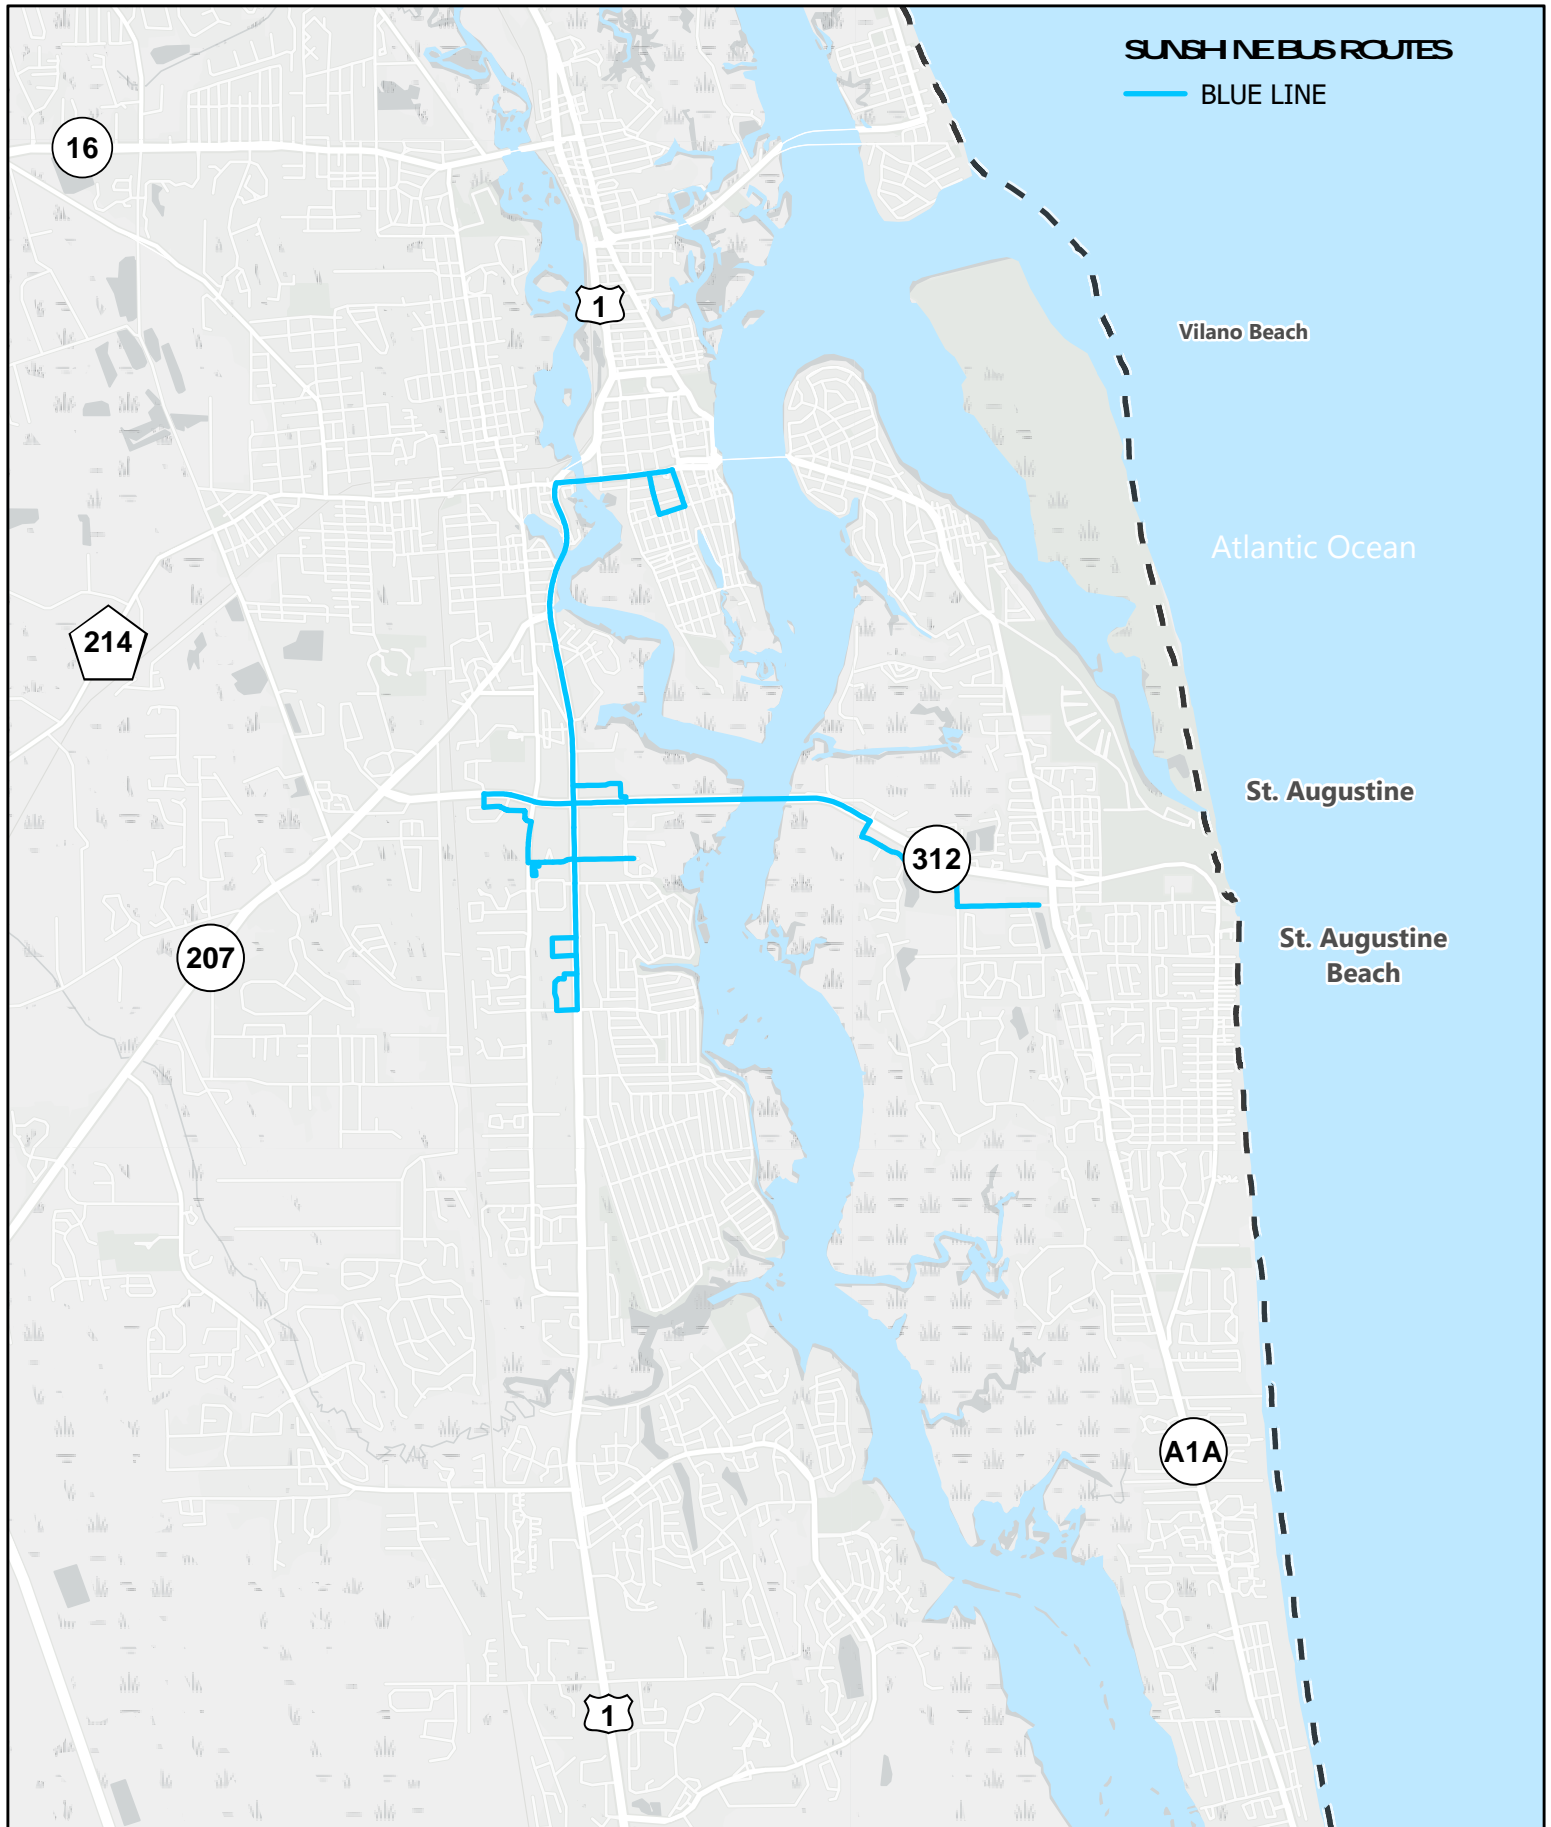 SUNSHINE BUS ROUTES
BLUE LINE
16
1
Vilano Beach
Atlantic Ocean
214
St. Augustine
312
St. Augustine
Beach
207
A1A
1